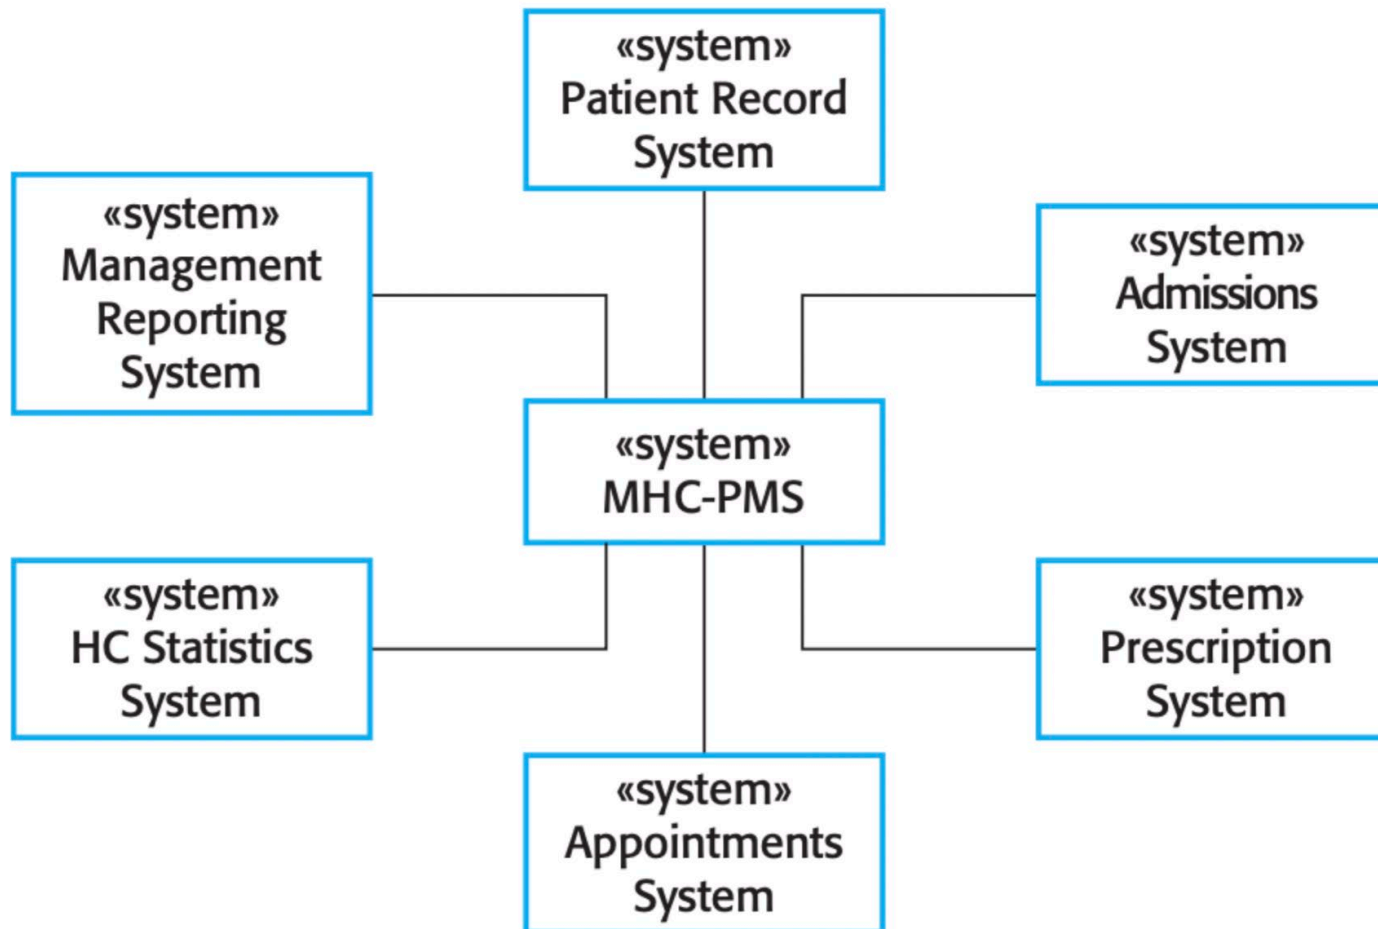 «system»
Patient Record
System
«system»
Management
Reporting
System
«system»
Admissions
System
«system»
MHC-PMS
«system»
HC Statistics
System
«system»
Prescription
System
«system»
Appointments
System